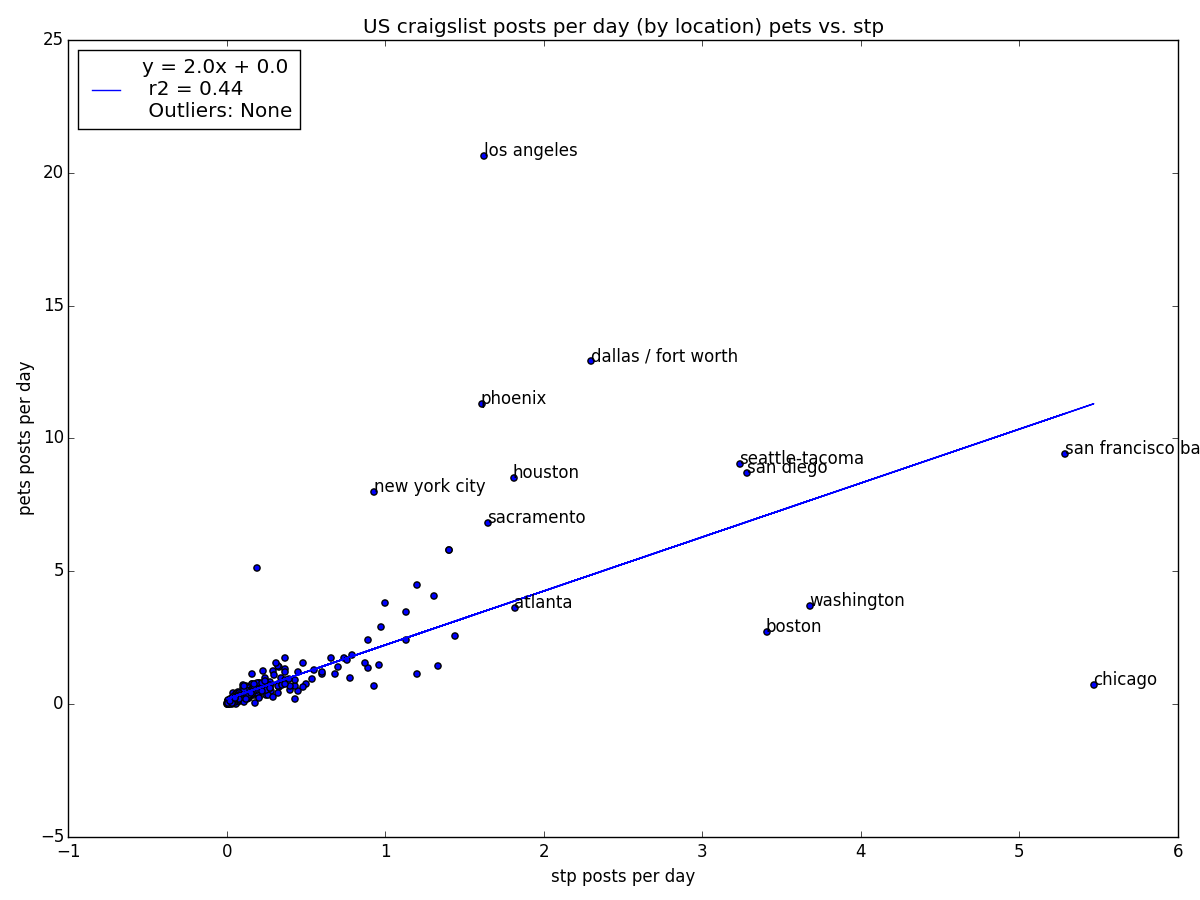 US craigslist posts per day (by location) pets vs. stp
25
y = 2.0x + 0.0
r2 = 0.44
Outliers: None
los angeles
20
15
dallas / fort worth
phoenix
10
san francisco ba
seattle-tacoma
san diego
houston
new york city
sacramento
5
atlanta
washington
boston
chicago
0
−5
pets posts per day
−1
0
1
2
3
4
5
6
stp posts per day